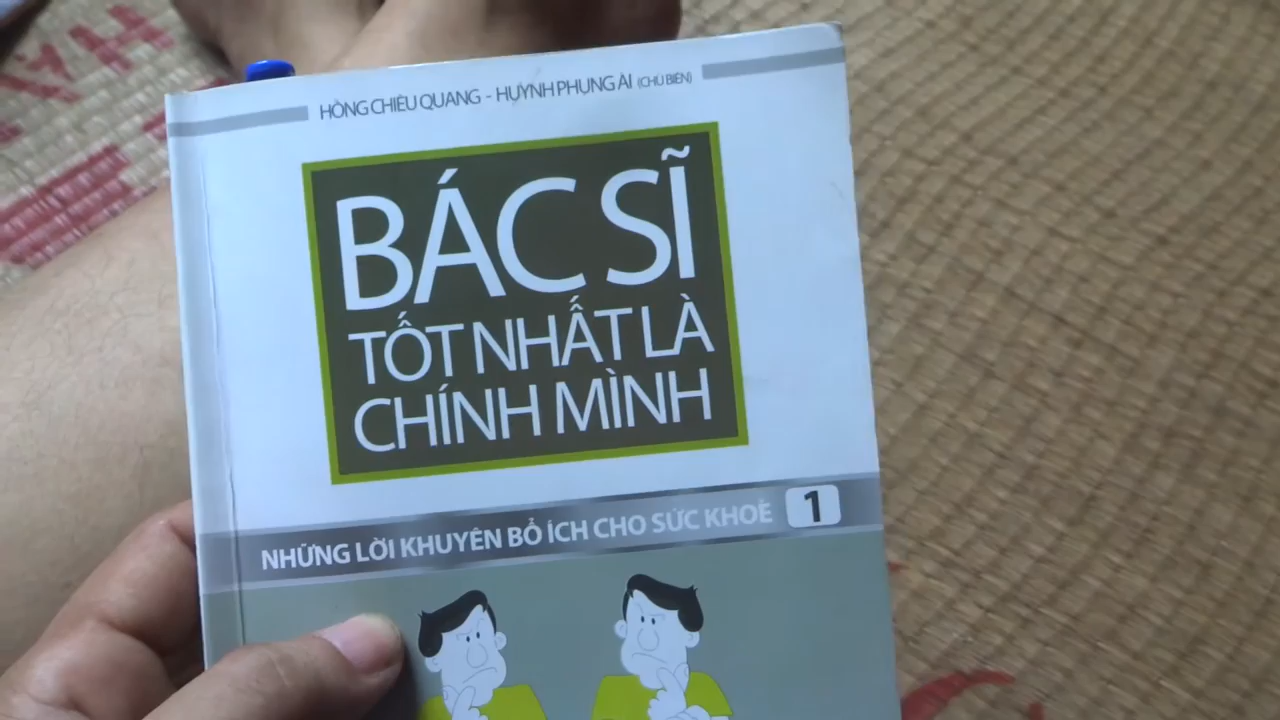 HỒNG CHIÊU QUANG - HUỲNH PHỤNG ÁI (CHỦ BIÊN)
BÁC SĨ
TỐT NHẤT LÀ
CHÍNH MÌNH
NHỮNG LỜI KHUYÊN BỔ ÍCH CHO SỨC KHOẺ 1